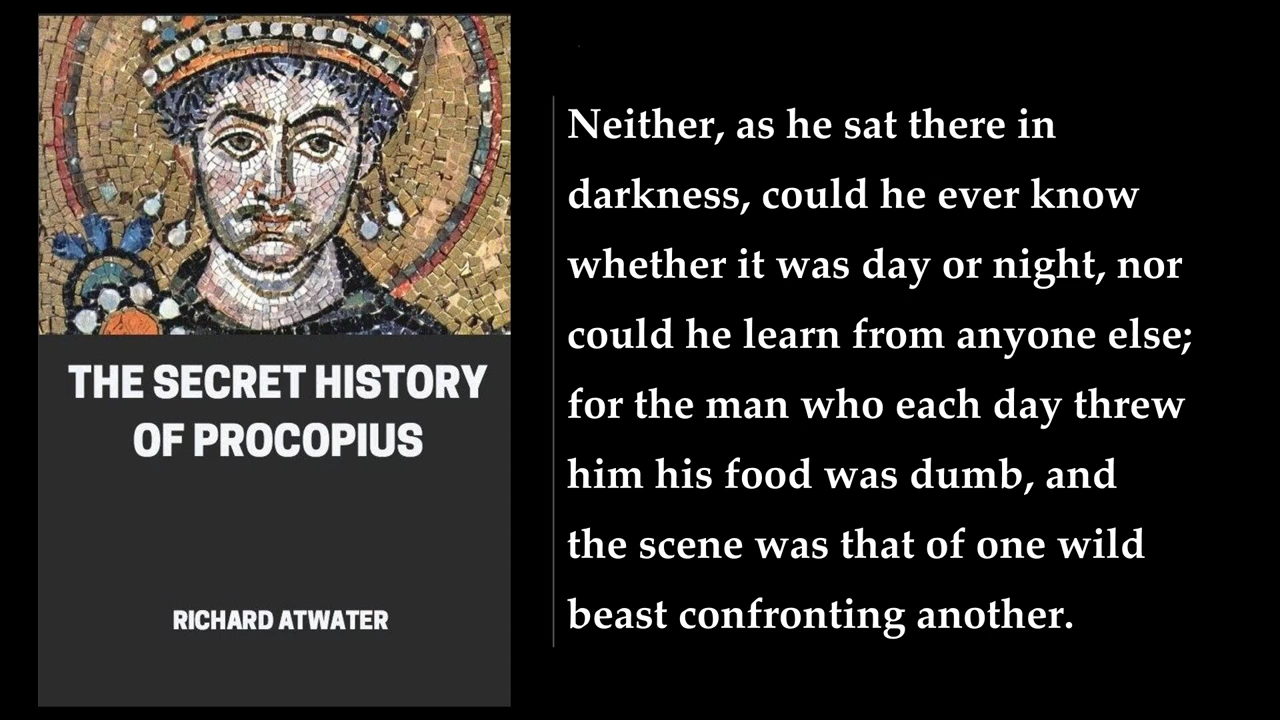 THE SECRET HISTORY
OF PROCOPIUS
RICHARD ATWATER
Neither, as he sat there in
darkness, could he ever know
whether it was day or night, nor
could he learn from anyone else;
for the man who each day threw
him his food was dumb, and
the scene was that of one wild
beast confronting another.